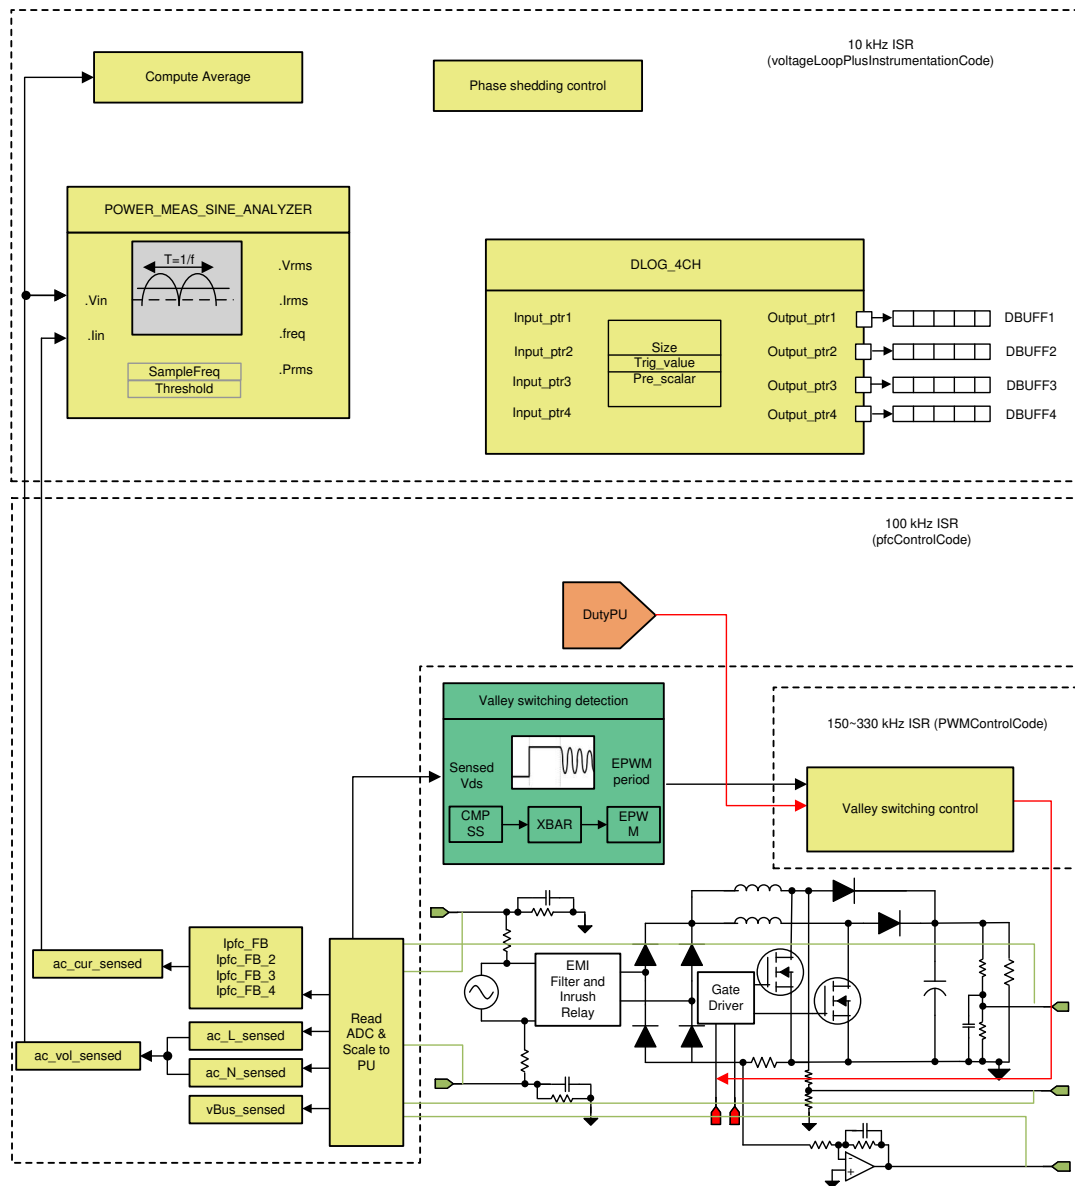 10 kHz ISR
(voltageLoopPlusInstrumentationCode)
Compute Average
Phase shedding control
POWER_MEAS_SINE_ANALYZER
T=1/f
.Vin
.Iin
.Vrms
.Irms
.freq
.Prms
SampleFreq
Threshold
DLOG_4CH
Input_ptr1
Input_ptr2
Input_ptr3
Input_ptr4
Size
Trig_value
Pre_scalar
Output_ptr1
Output_ptr2
Output_ptr3
Output_ptr4
DBUFF1
DBUFF2
DBUFF3
DBUFF4
100 kHz ISR
(pfcControlCode)
DutyPU
Valley switching detection
Sensed
Vds
EPWM
period
CMP
SS
XBAR
EPW
M
150~330 kHz ISR (PWMControlCode)
Valley switching control
Ipfc_FB
Ipfc_FB_2
Ipfc_FB_3
Ipfc_FB_4
ac_cur_sensed
ac_L_sensed
ac_vol_sensed
ac_N_sensed
vBus_sensed
Read
ADC &
Scale to
PU
EMI
Filter and
Inrush
Relay
Gate
Driver
-
+